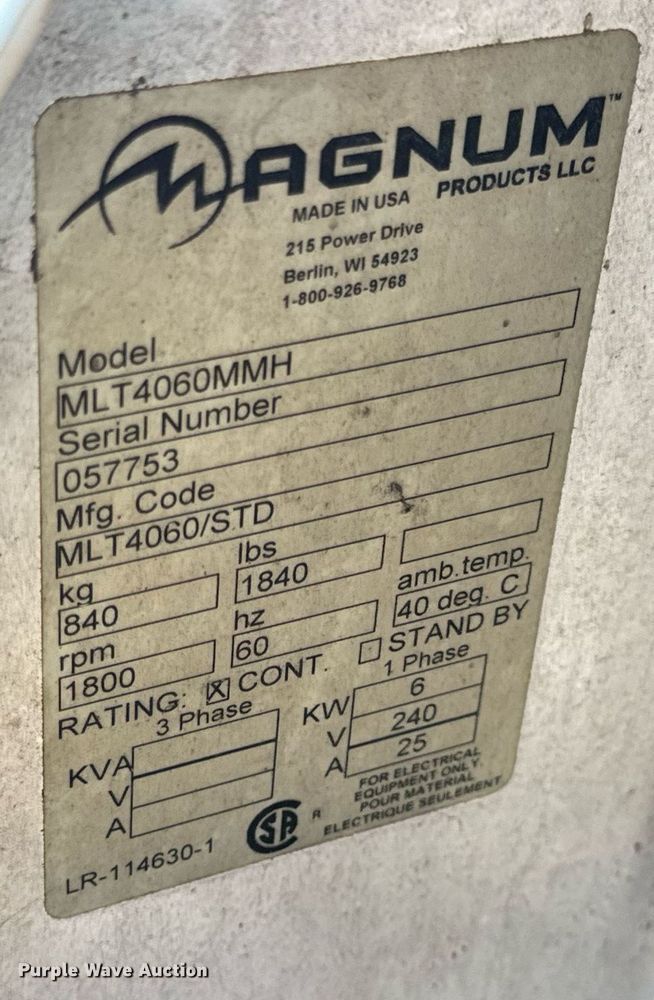 MAGNUM™
PRODUCTS LLC
MADE IN USA
215 Power Drive
Berlin, WI 54923
1-800-926-9768
Model
MLT4060MMH
Serial Number
057753
Mfg. Code
MLT4060/STD
kg lbs
840 1840
rpm hz amb.temp.
1800 60 40 deg. C
RATING: X CONT. STAND BY
3 Phase 1 Phase
KVA KW 6
V V 240
A A 25
FOR ELECTRICAL
EQUIPMENT ONLY.
POUR MATERIAL
ELECTRIQUE SEULEMENT
LR-114630-1 SA R
Purple Wave Auction